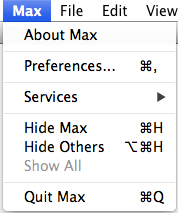 Max File Edit View
About Max
Preferences... ⌘,
Services ▶
Hide Max ⌘H
Hide Others ⌥⌘H
Show All
Quit Max ⌘Q